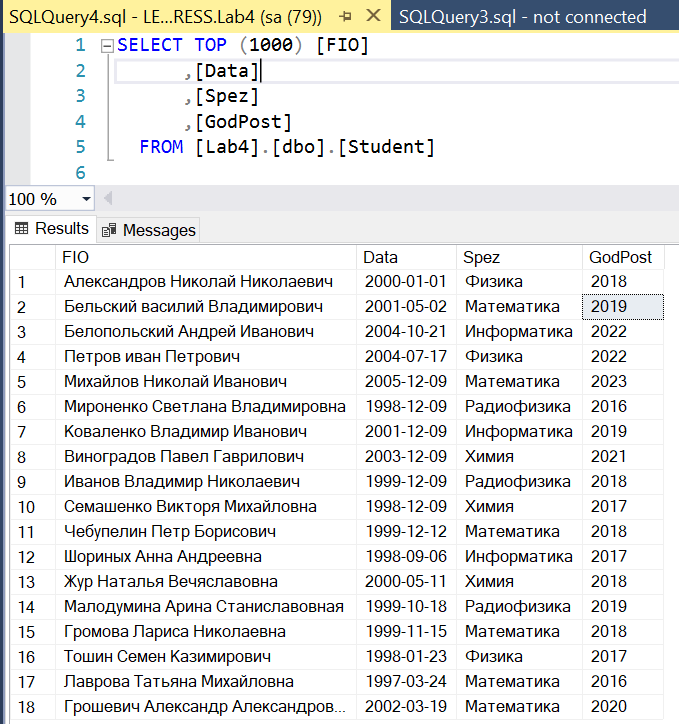 SQLQuery4.sql - LE...RESS.Lab4 (sa (79)) SQLQuery3.sql - not connected
1 SELECT TOP (1000) [FIO]
2 ,[Data]
3 ,[Spez]
4 ,[GodPost]
5 FROM [Lab4].[dbo].[Student]
6
100 %
Results Messages
FIO Data Spez GodPost
1 Александров Николай Николаевич 2000-01-01 Физика 2018
2 Бельский василий Владимирович 2001-05-02 Математика 2019
3 Белопольский Андрей Иванович 2004-10-21 Информатика 2022
4 Петров иван Петрович 2004-07-17 Физика 2022
5 Михайлов Николай Иванович 2005-12-09 Математика 2023
6 Мироненко Светлана Владимировна 1998-12-09 Радиофизика 2016
7 Коваленко Владимир Иванович 2001-12-09 Информатика 2019
8 Виноградов Павел Гаврилович 2003-12-09 Химия 2021
9 Иванов Владимир Николаевич 1999-12-09 Радиофизика 2018
10 Семашенко Викторя Михайловна 1998-12-09 Химия 2017
11 Чебупелин Петр Борисович 1999-12-12 Математика 2018
12 Шориных Анна Андреевна 1998-09-06 Информатика 2017
13 Жур Наталья Вечяславовна 2000-05-11 Химия 2018
14 Малодумина Арина Станиславовная 1999-10-18 Радиофизика 2019
15 Громова Лариса Николаевна 1999-11-15 Математика 2018
16 Тошин Семен Казимирович 1998-01-23 Физика 2017
17 Лаврова Татьяна Михайловна 1997-03-24 Математика 2016
18 Грошевич Александр Александров... 2002-03-19 Математика 2020